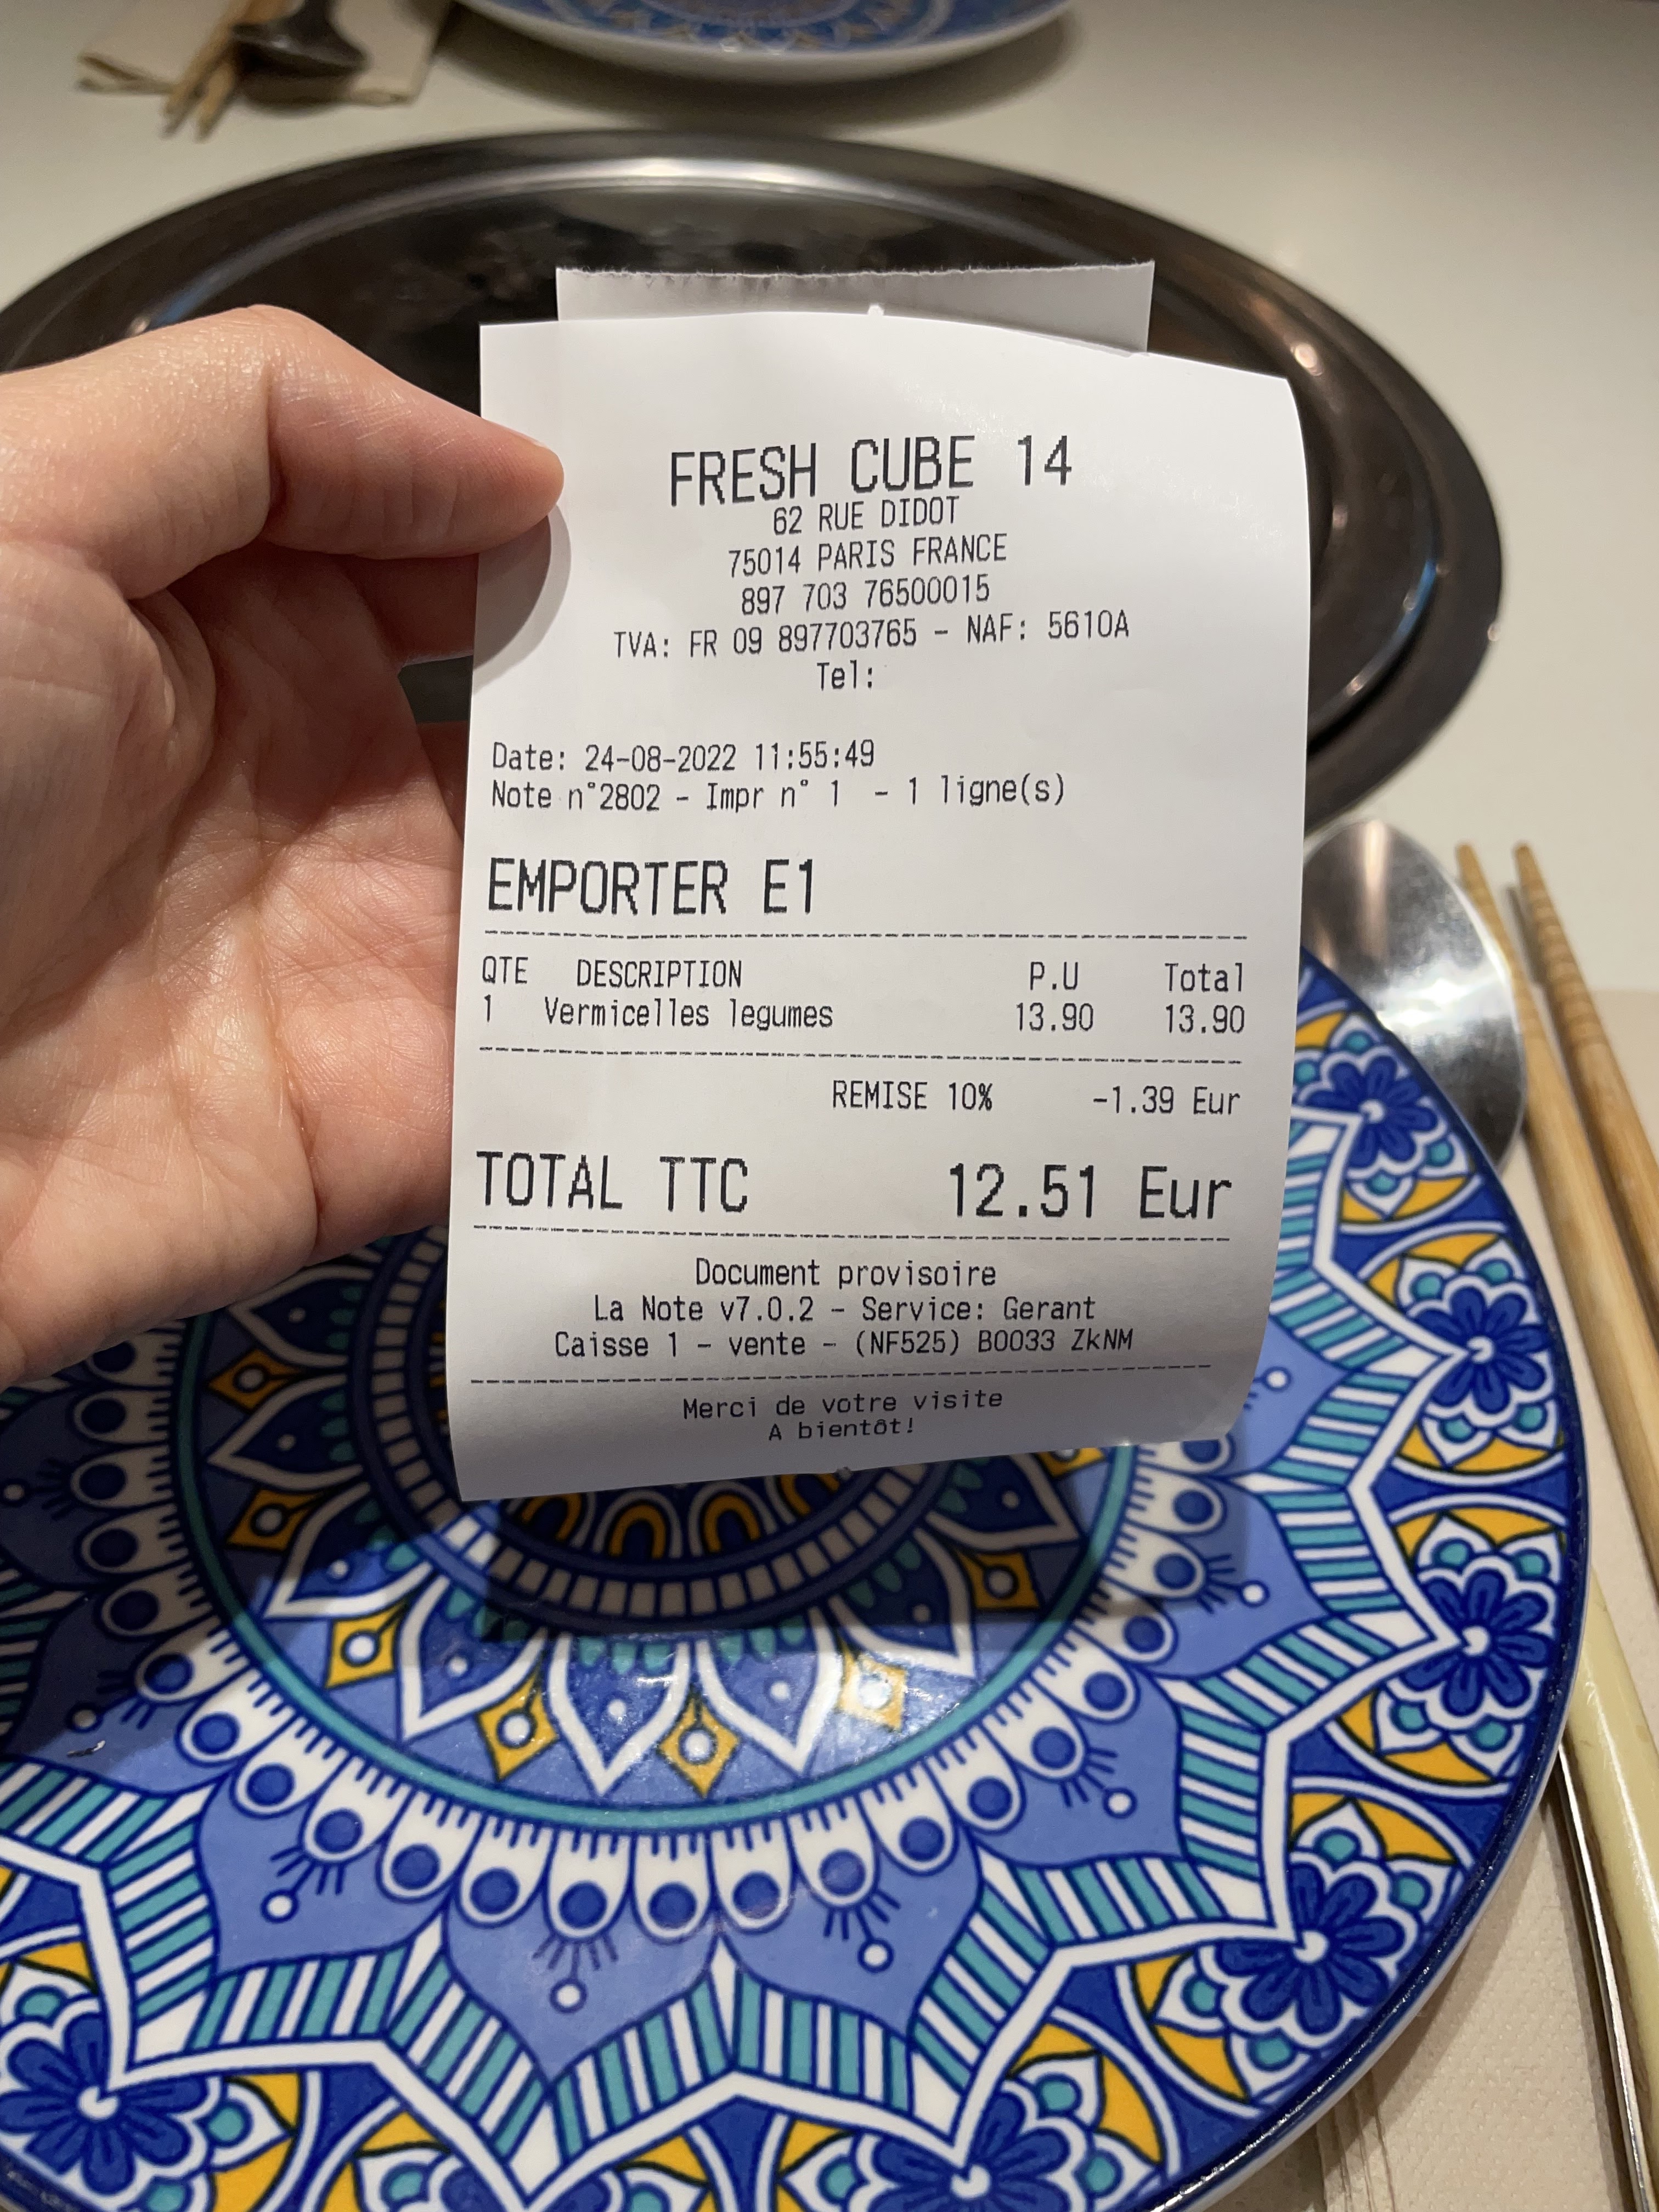 FRESH CUBE 14
62 RUE DIDOT
75014 PARIS FRANCE
897 703 76500015
TVA: FR 09 897703765 - NAF: 5610A
Tel:
Date: 24-08-2022 11:55:49
Note n°2802 - Impr n° 1 - 1 ligne(s)
EMPORTER E1
QTE DESCRIPTION P.U Total
1 Vermicelles legumes 13.90 13.90
REMISE 10% -1.39 Eur
TOTAL TTC 12.51 Eur
Document provisoire
La Note v7.0.2 - Service: Gerant
Caisse 1 - vente - (NF525) B0033 ZkNM
Merci de votre visite
A bientôt!